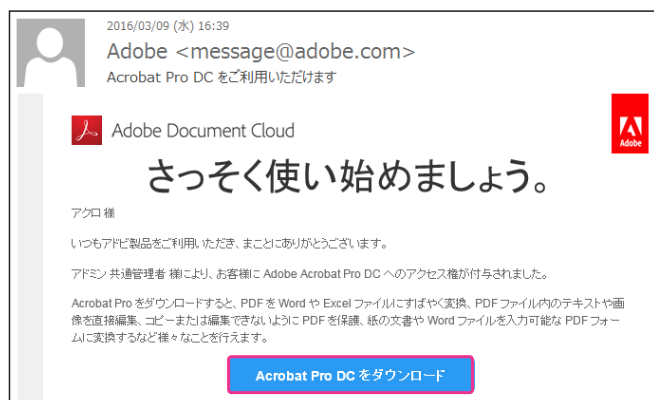 2016/03/09 (水) 16:39
Adobe <message@adobe.com>
Acrobat Pro DC をご利用いただけます
Adobe Document Cloud
Adobe
さっそく使い始めましょう。
アクロ 様
いつもアドビ製品をご利用いただき、まことにありがとうございます。
アドミン 共通管理者 様により、お客様に Adobe Acrobat Pro DC へのアクセス権が付与されました。
Acrobat Pro をダウンロードすると、PDF を Word や Excel ファイルにすばやく変換、PDF ファイル内のテキストや画
像を直接編集、コピーまたは編集できないように PDF を保護、紙の文書や Word ファイルを入力可能な PDF フォー
ムに変換するなど様々なことを行えます。
Acrobat Pro DC をダウンロード